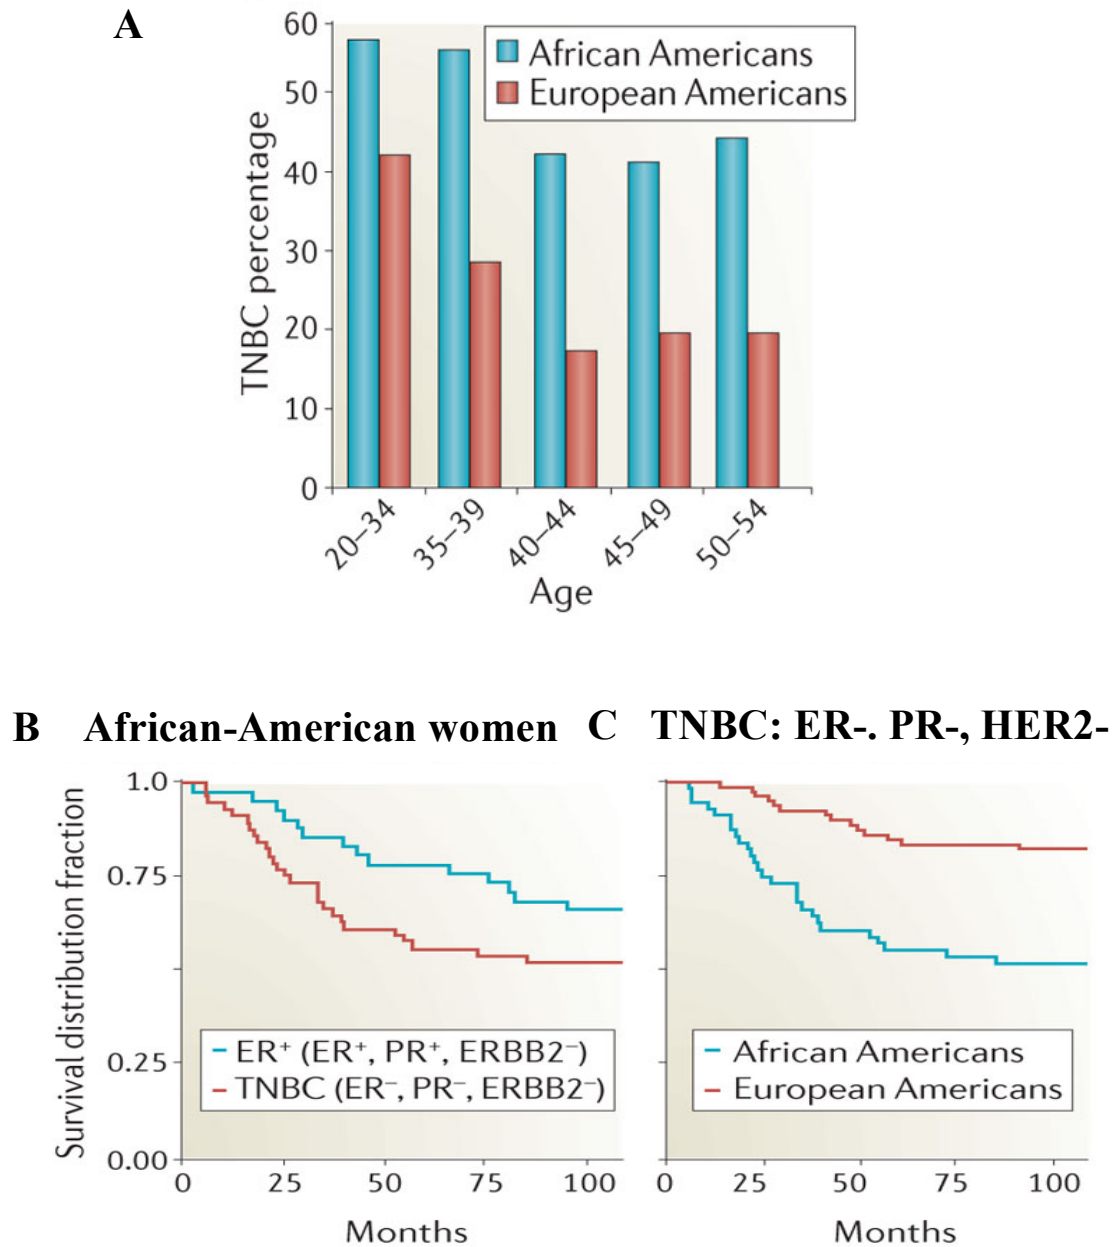 A
60
50
40
30
20
10
0
TNBC percentage
African Americans
European Americans
20–34
35–39
40–44
45–49
50–54
Age
B African-American women
1.0
0.75
0.25
0.00
Survival distribution fraction
ER⁺ (ER⁺, PR⁺, ERBB2⁻)
TNBC (ER⁻, PR⁻, ERBB2⁻)
0 25 50 75 100
Months
C TNBC: ER-. PR-, HER2-
African Americans
European Americans
0 25 50 75 100
Months